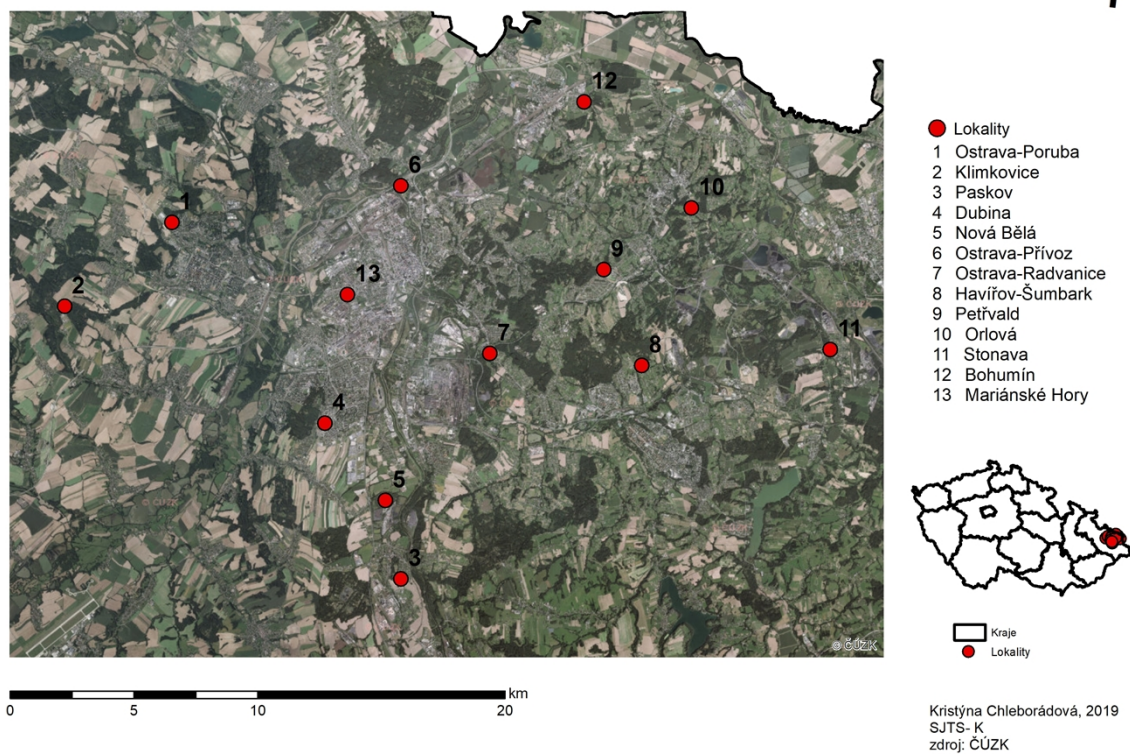 12
6
10
1
9
13
2
11
7
8
4
5
3
© ČÚZK
Lokality
1 Ostrava-Poruba
2 Klimkovice
3 Paskov
4 Dubina
5 Nová Bělá
6 Ostrava-Přívoz
7 Ostrava-Radvanice
8 Havířov-Šumbark
9 Petřvald
10 Orlová
11 Stonava
12 Bohumín
13 Mariánské Hory
Kraje
Lokality
km
0 5 10 20
Kristýna Chleborádová, 2019
SJTS- K
zdroj: ČÚZK